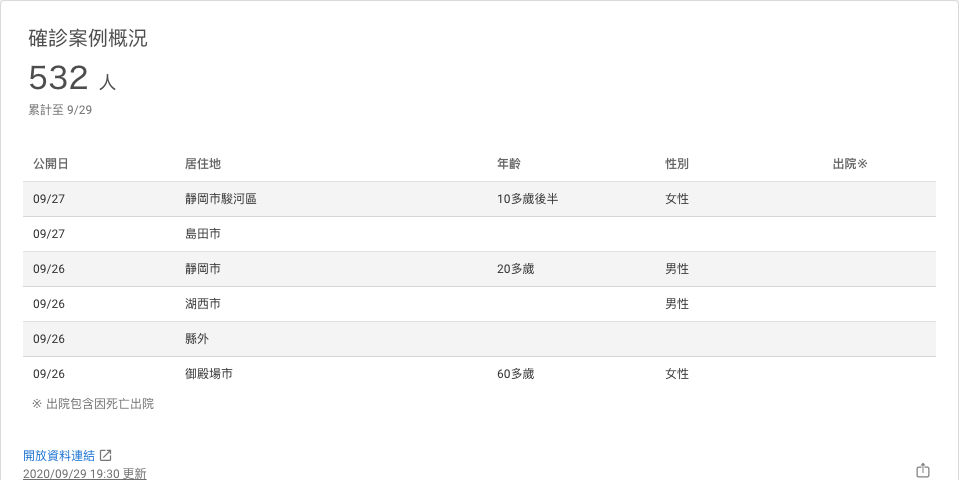 確診案例概況
532 人
累計至 9/29
公開日 居住地 年齡 性別 出院※
09/27 靜岡市駿河區 10多歲後半 女性
09/27 島田市
09/26 靜岡市 20多歲 男性
09/26 湖西市 男性
09/26 縣外
09/26 御殿場市 60多歲 女性
※ 出院包含因死亡出院
開放資料連結
2020/09/29 19:30 更新